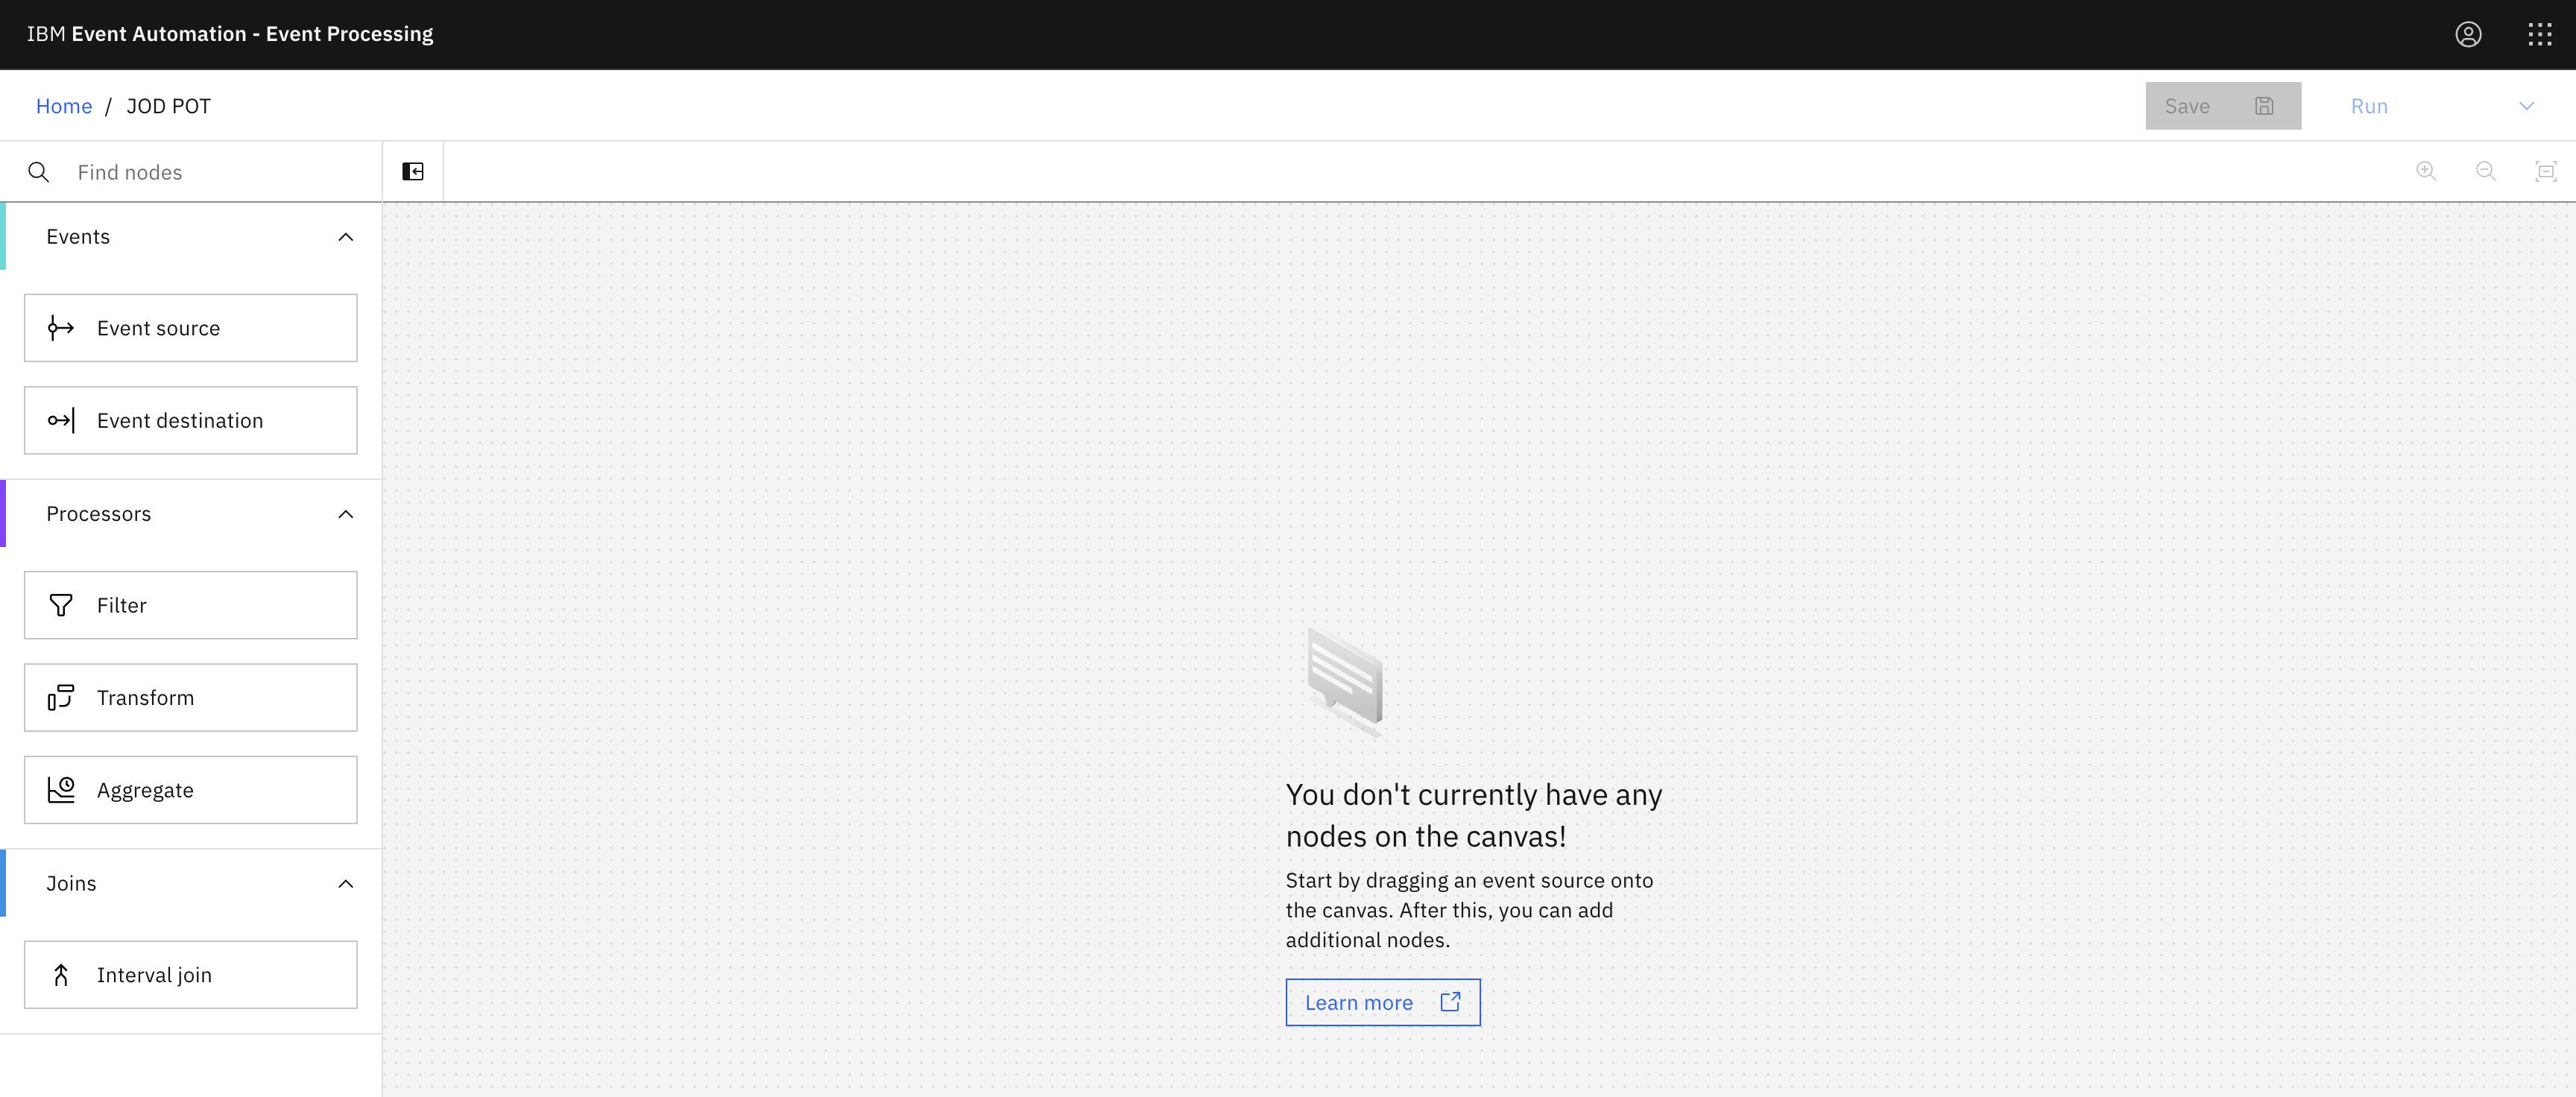 IBM Event Automation - Event Processing
Home / JOD POT
Save
Run
Find nodes
Events
Event source
Event destination
Processors
Filter
Transform
Aggregate
Joins
Interval join
You don't currently have any
nodes on the canvas!
Start by dragging an event source onto
the canvas. After this, you can add
additional nodes.
Learn more